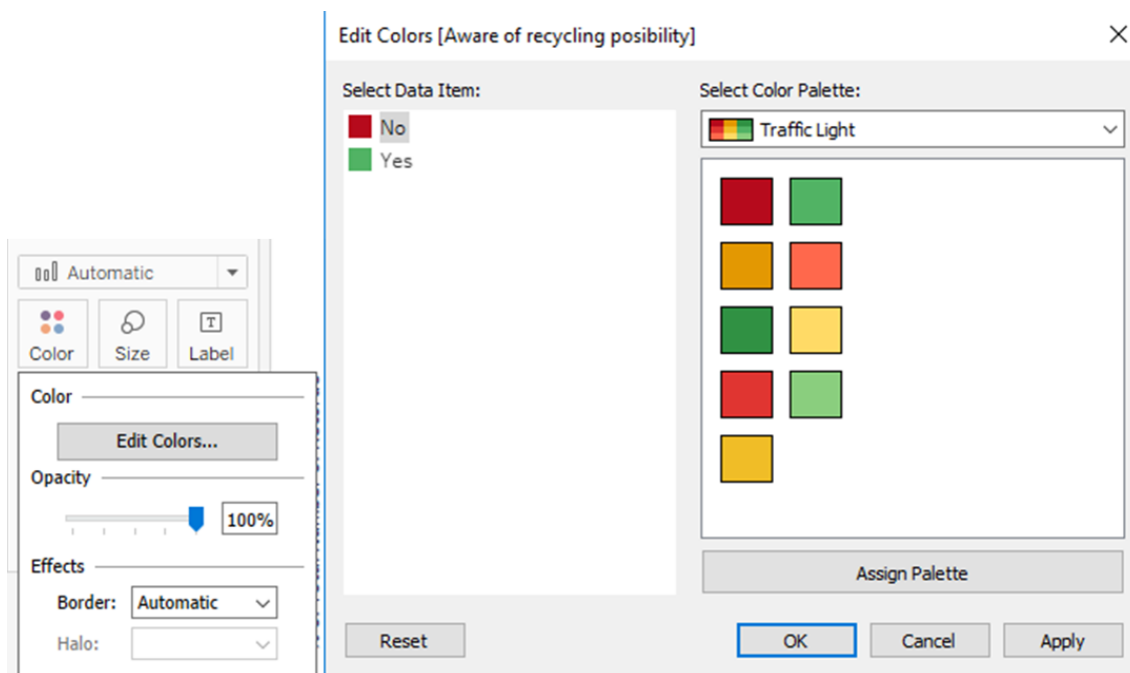 Automatic
Color
Size
Label
Color
Edit Colors...
Opacity
100%
Effects
Border: Automatic
Halo:
Edit Colors [Aware of recycling posibility]
Select Data Item:
No
Yes
Select Color Palette:
Traffic Light
Assign Palette
Reset
OK
Cancel
Apply